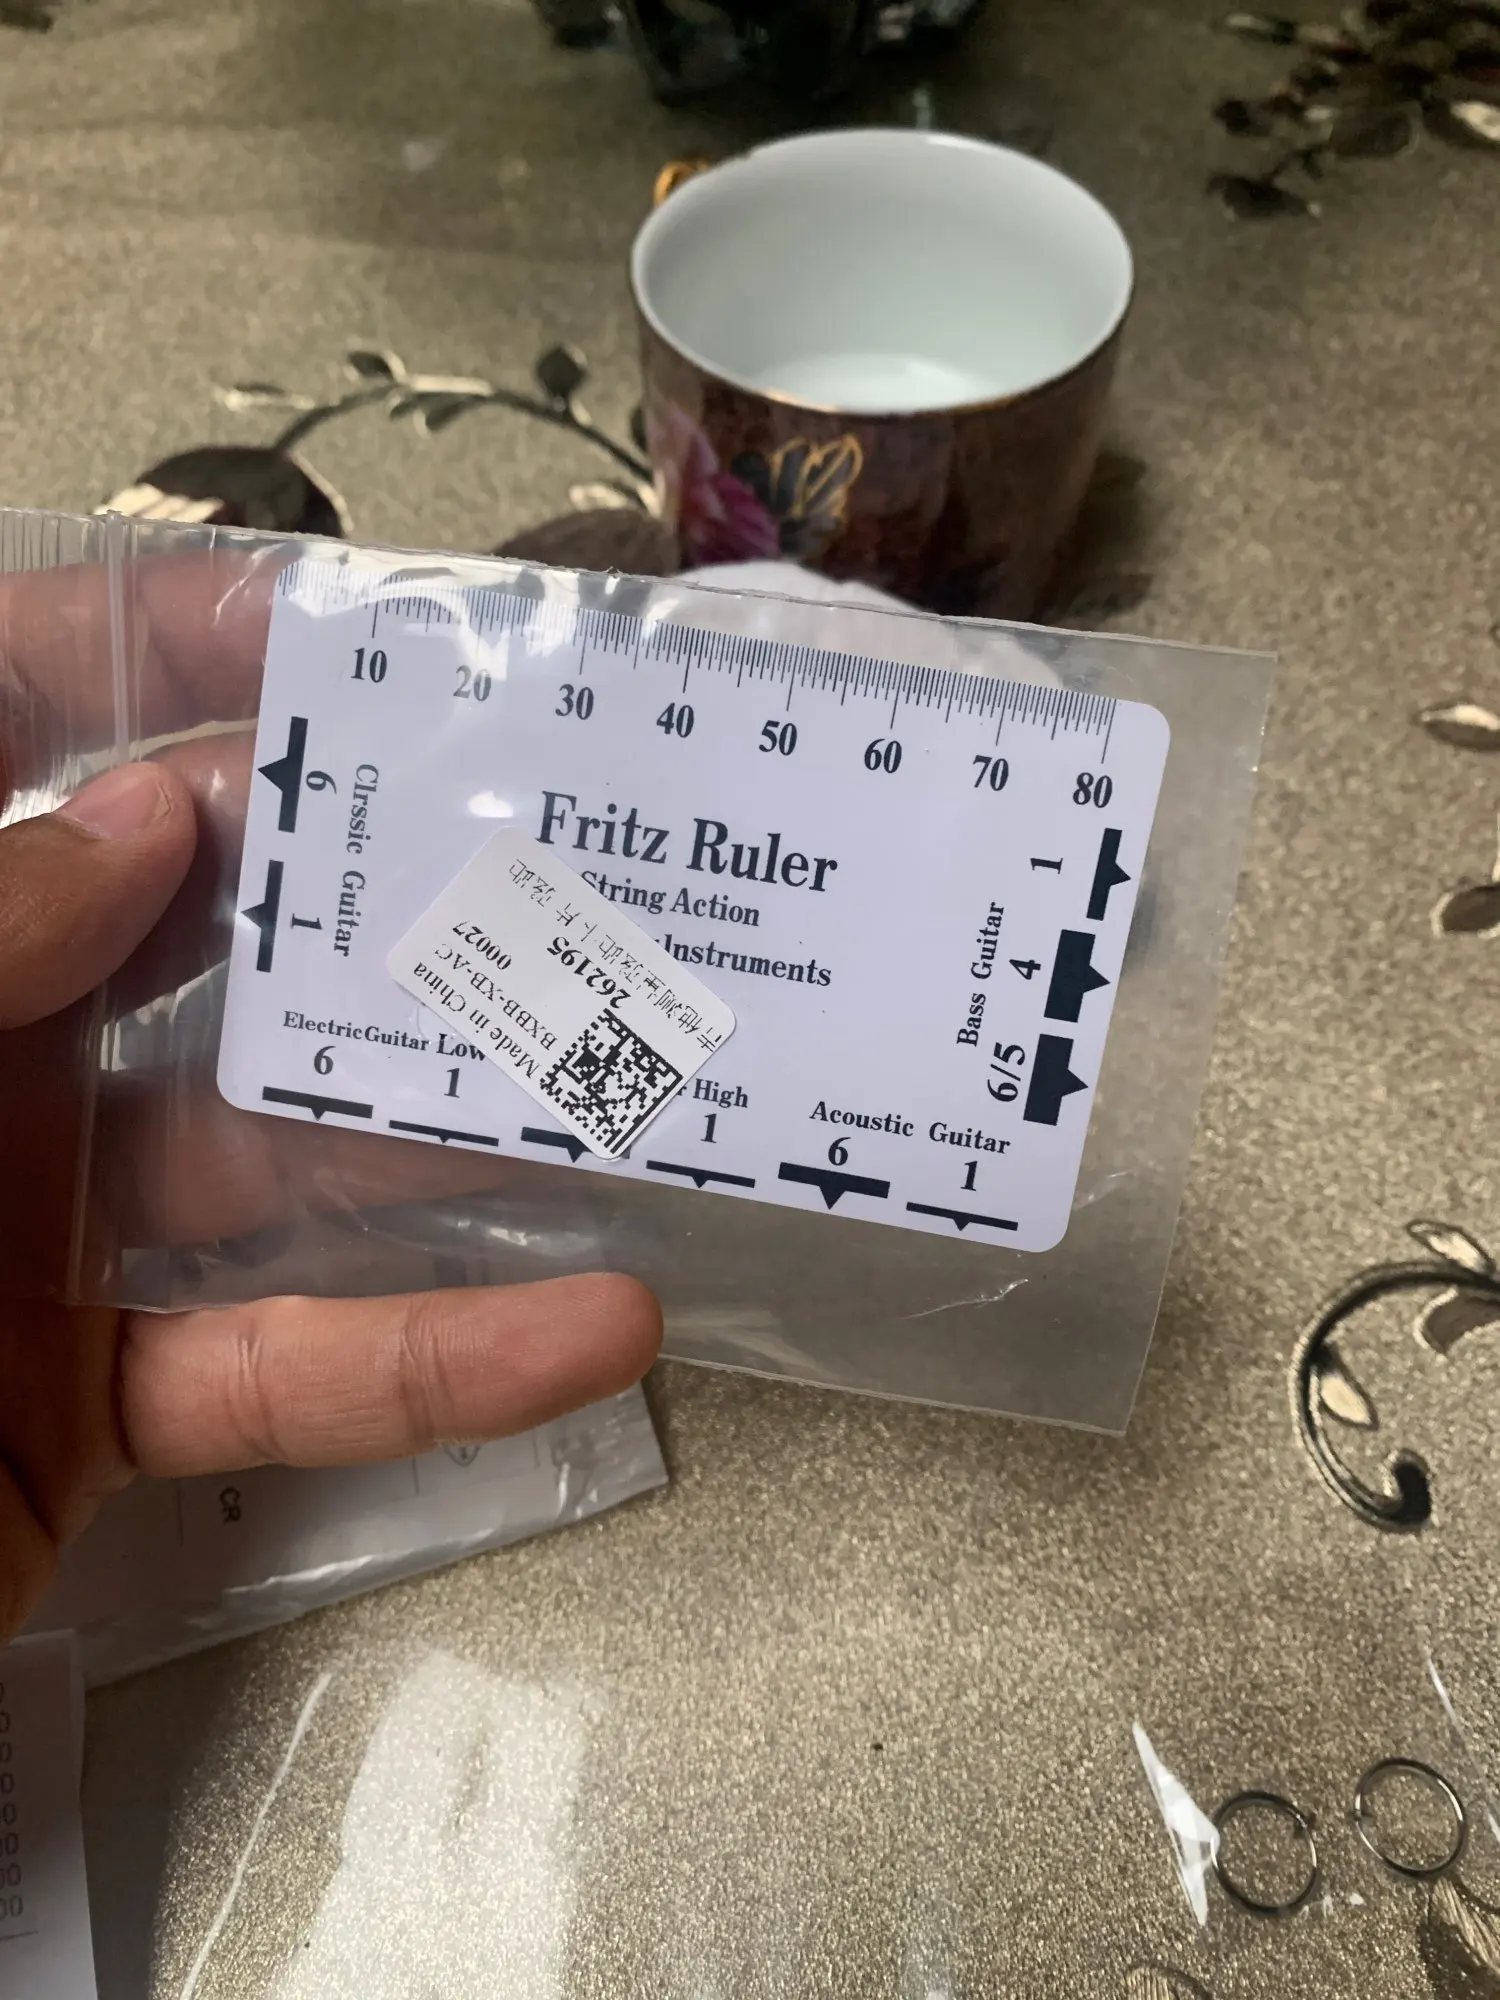 10 20 30 40 50 60 70 80
Fritz Ruler
String Action
Instruments
6 1
Clrssic Guitar
ElectricGuitar Low
6 1
High
1
Acoustic Guitar
6 1
Bass Guitar
1 4 6/5
262195
00027
BXBB-XB-AC
Made in China
CR